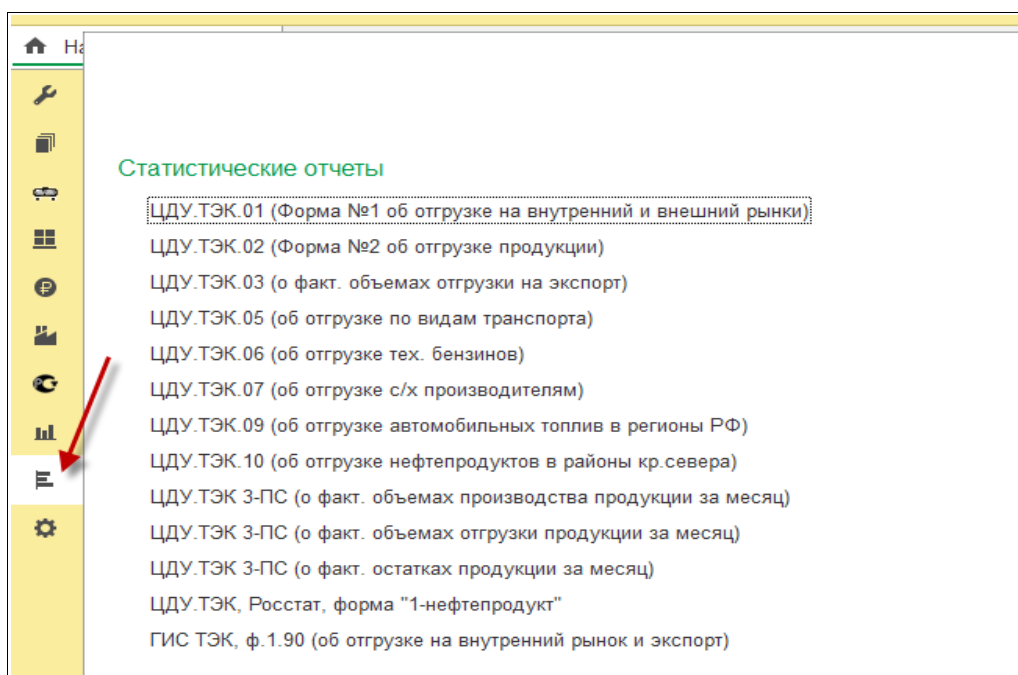 На
Статистические отчеты
ЦДУ.ТЭК.01 (Форма №1 об отгрузке на внутренний и внешний рынки)
ЦДУ.ТЭК.02 (Форма №2 об отгрузке продукции)
ЦДУ.ТЭК.03 (о факт. объемах отгрузки на экспорт)
ЦДУ.ТЭК.05 (об отгрузке по видам транспорта)
ЦДУ.ТЭК.06 (об отгрузке тех. бензинов)
ЦДУ.ТЭК.07 (об отгрузке с/х производителям)
ЦДУ.ТЭК.09 (об отгрузке автомобильных топлив в регионы РФ)
ЦДУ.ТЭК.10 (об отгрузке нефтепродуктов в районы кр.севера)
ЦДУ.ТЭК 3-ПС (о факт. объемах производства продукции за месяц)
ЦДУ.ТЭК 3-ПС (о факт. объемах отгрузки продукции за месяц)
ЦДУ.ТЭК 3-ПС (о факт. остатках продукции за месяц)
ЦДУ.ТЭК, Росстат, форма "1-нефтепродукт"
ГИС ТЭК, ф.1.90 (об отгрузке на внутренний рынок и экспорт)